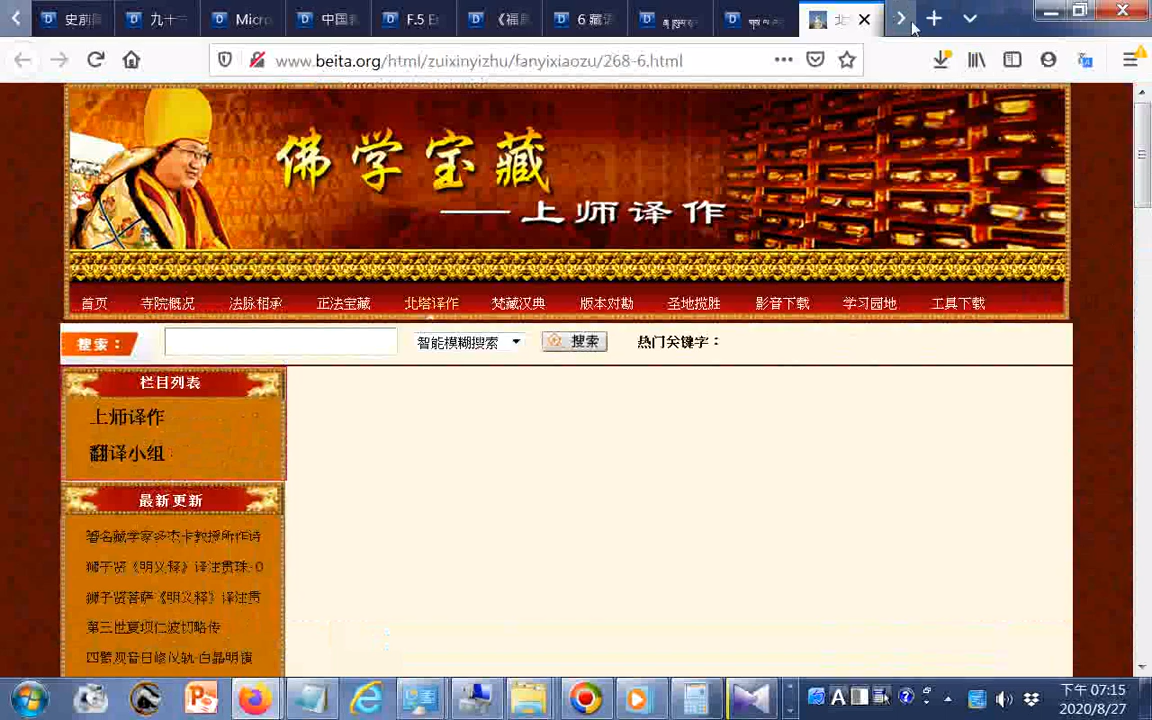 史前
九十一
Micro
中国
F.5 E
《福
6 藏
北
www.beita.org/html/zuixinyizhu/fanyixiaozu/268-6.html
佛学宝藏
——上师译作
首页 寺院概况 法脉相承 正法宝藏 北塔译作 梵藏汉典 版本对勘 圣地揽胜 影音下载 学习园地 工具下载
搜索： 智能模糊搜索 搜索 热门关键字：
栏目列表
上师译作
翻译小组
最新更新
著名藏学家多杰卡教授所作诗
狮子贤《明义释》译注贯珠-0
狮子贤菩萨《明义释》译注贯
第三世夏坝仁波切略传
四臂观音日修仪轨·白晶明镜
下午 07:15
2020/8/27